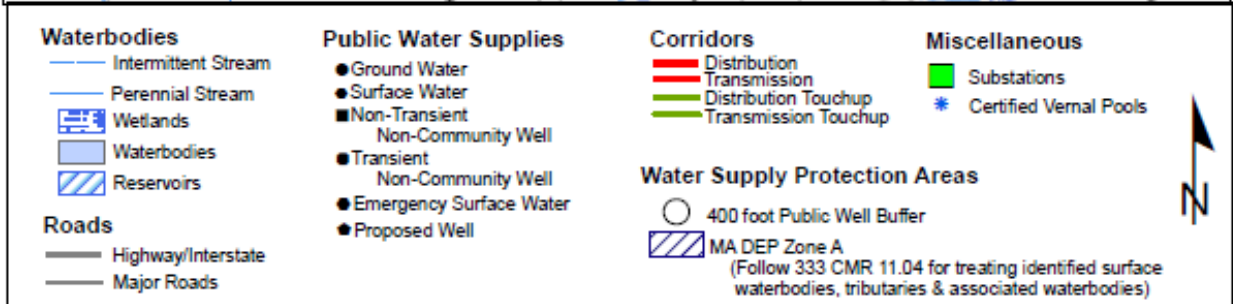 Waterbodies
Intermittent Stream
Perennial Stream
Wetlands
Waterbodies
Reservoirs
Roads
Highway/Interstate
Major Roads
Public Water Supplies
Ground Water
Surface Water
Non-Transient
Non-Community Well
Transient
Non-Community Well
Emergency Surface Water
Proposed Well
Corridors
Distribution
Transmission
Distribution Touchup
Transmission Touchup
Miscellaneous
Substations
Certified Vernal Pools
Water Supply Protection Areas
400 foot Public Well Buffer
MA DEP Zone A
(Follow 333 CMR 11.04 for treating identified surface
waterbodies, tributaries & associated waterbodies)
N